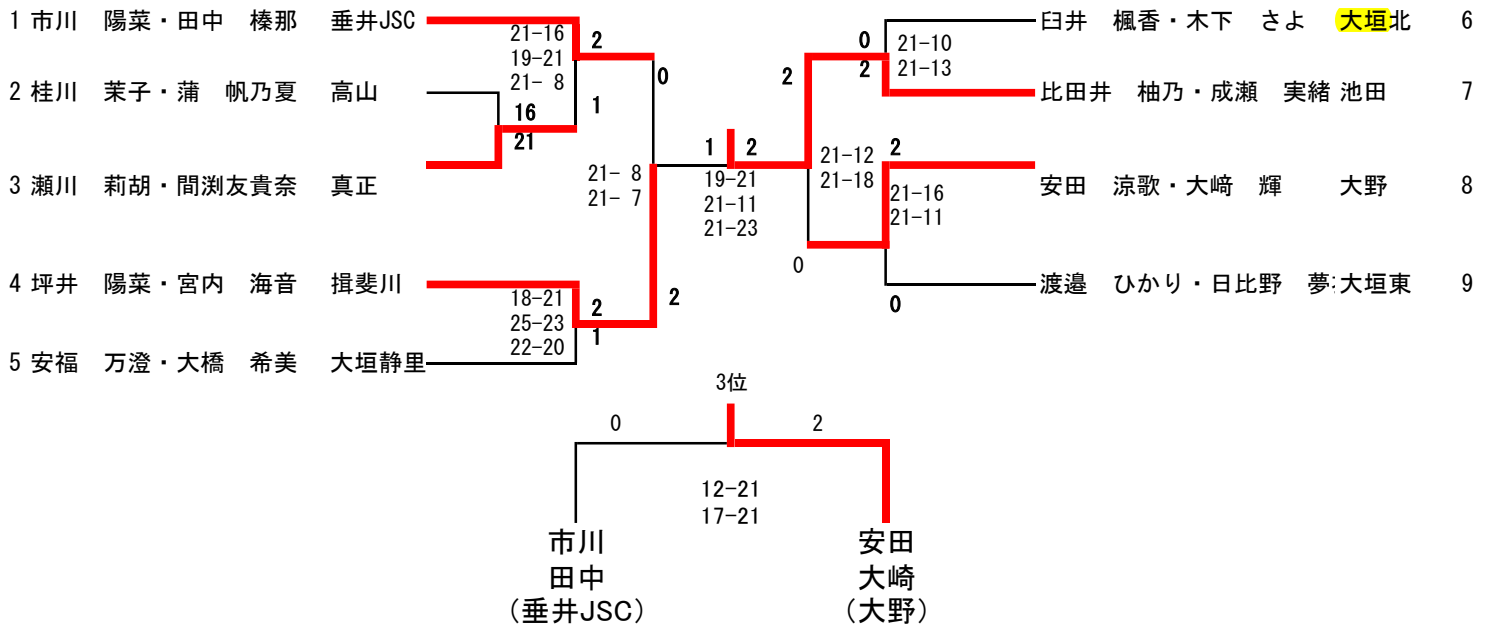 1 市川　陽菜・田中　榛那　垂井JSC
2 桂川　茉子・蒲　帆乃夏　高山
3 瀬川　莉胡・間渕友貴奈　真正
4 坪井　陽菜・宮内　海音　揖斐川
5 安福　万澄・大橋　希美　大垣静里
21-16
19-21
21- 8
2
1
16
21
0
21- 8
21- 7
2
18-21
25-23
22-20
2
1
1 2
19-21
21-11
21-23
2
0
21-12
21-18
0
2
21-10
21-13
2
21-16
21-11
0
臼井　楓香・木下　さよ　大垣北　6
比田井　柚乃・成瀬　実緒 池田　7
安田　涼歌・大﨑　輝　大野　8
渡邉　ひかり・日比野　夢 大垣東　9
3位
0 2
12-21
17-21
市川
田中
（垂井JSC）
安田
大崎
（大野）